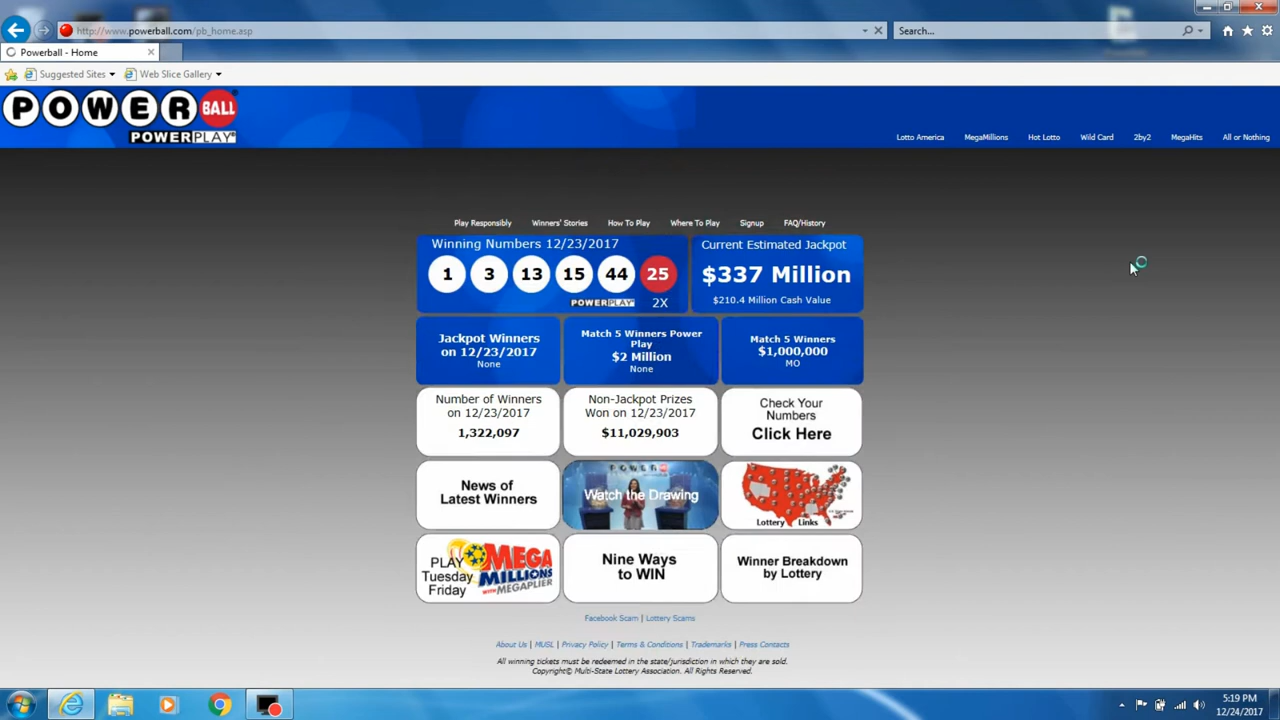 http://www.powerball.com/pb_home.asp
Search...
Powerball - Home
Suggested Sites
Web Slice Gallery
POWERBALL
POWERPLAY®
Lotto America MegaMillions Hot Lotto Wild Card 2by2 MegaHits All or Nothing
Play Responsibly Winners' Stories How To Play Where To Play Signup FAQ/History
Winning Numbers 12/23/2017
1 3 13 15 44 25
POWERPLAY 2X
Current Estimated Jackpot
$337 Million
$210.4 Million Cash Value
Jackpot Winners
on 12/23/2017
None
Match 5 Winners Power
Play
$2 Million
None
Match 5 Winners
$1,000,000
MO
Number of Winners
on 12/23/2017
1,322,097
Non-Jackpot Prizes
Won on 12/23/2017
$11,029,903
Check Your
Numbers
Click Here
News of
Latest Winners
POWERBALL
Watch the Drawing
Lottery Links
PLAY
Tuesday
Friday
MEGA
MILLIONS
WITH MEGAPLIER
Nine Ways
to WIN
Winner Breakdown
by Lottery
Facebook Scam | Lottery Scams
About Us | MUSL | Privacy Policy | Terms & Conditions | Trademarks | Press Contacts
All winning tickets must be redeemed in the state/jurisdiction in which they are sold.
Copyright© Multi-State Lottery Association. All Rights Reserved.
5:19 PM
12/24/2017